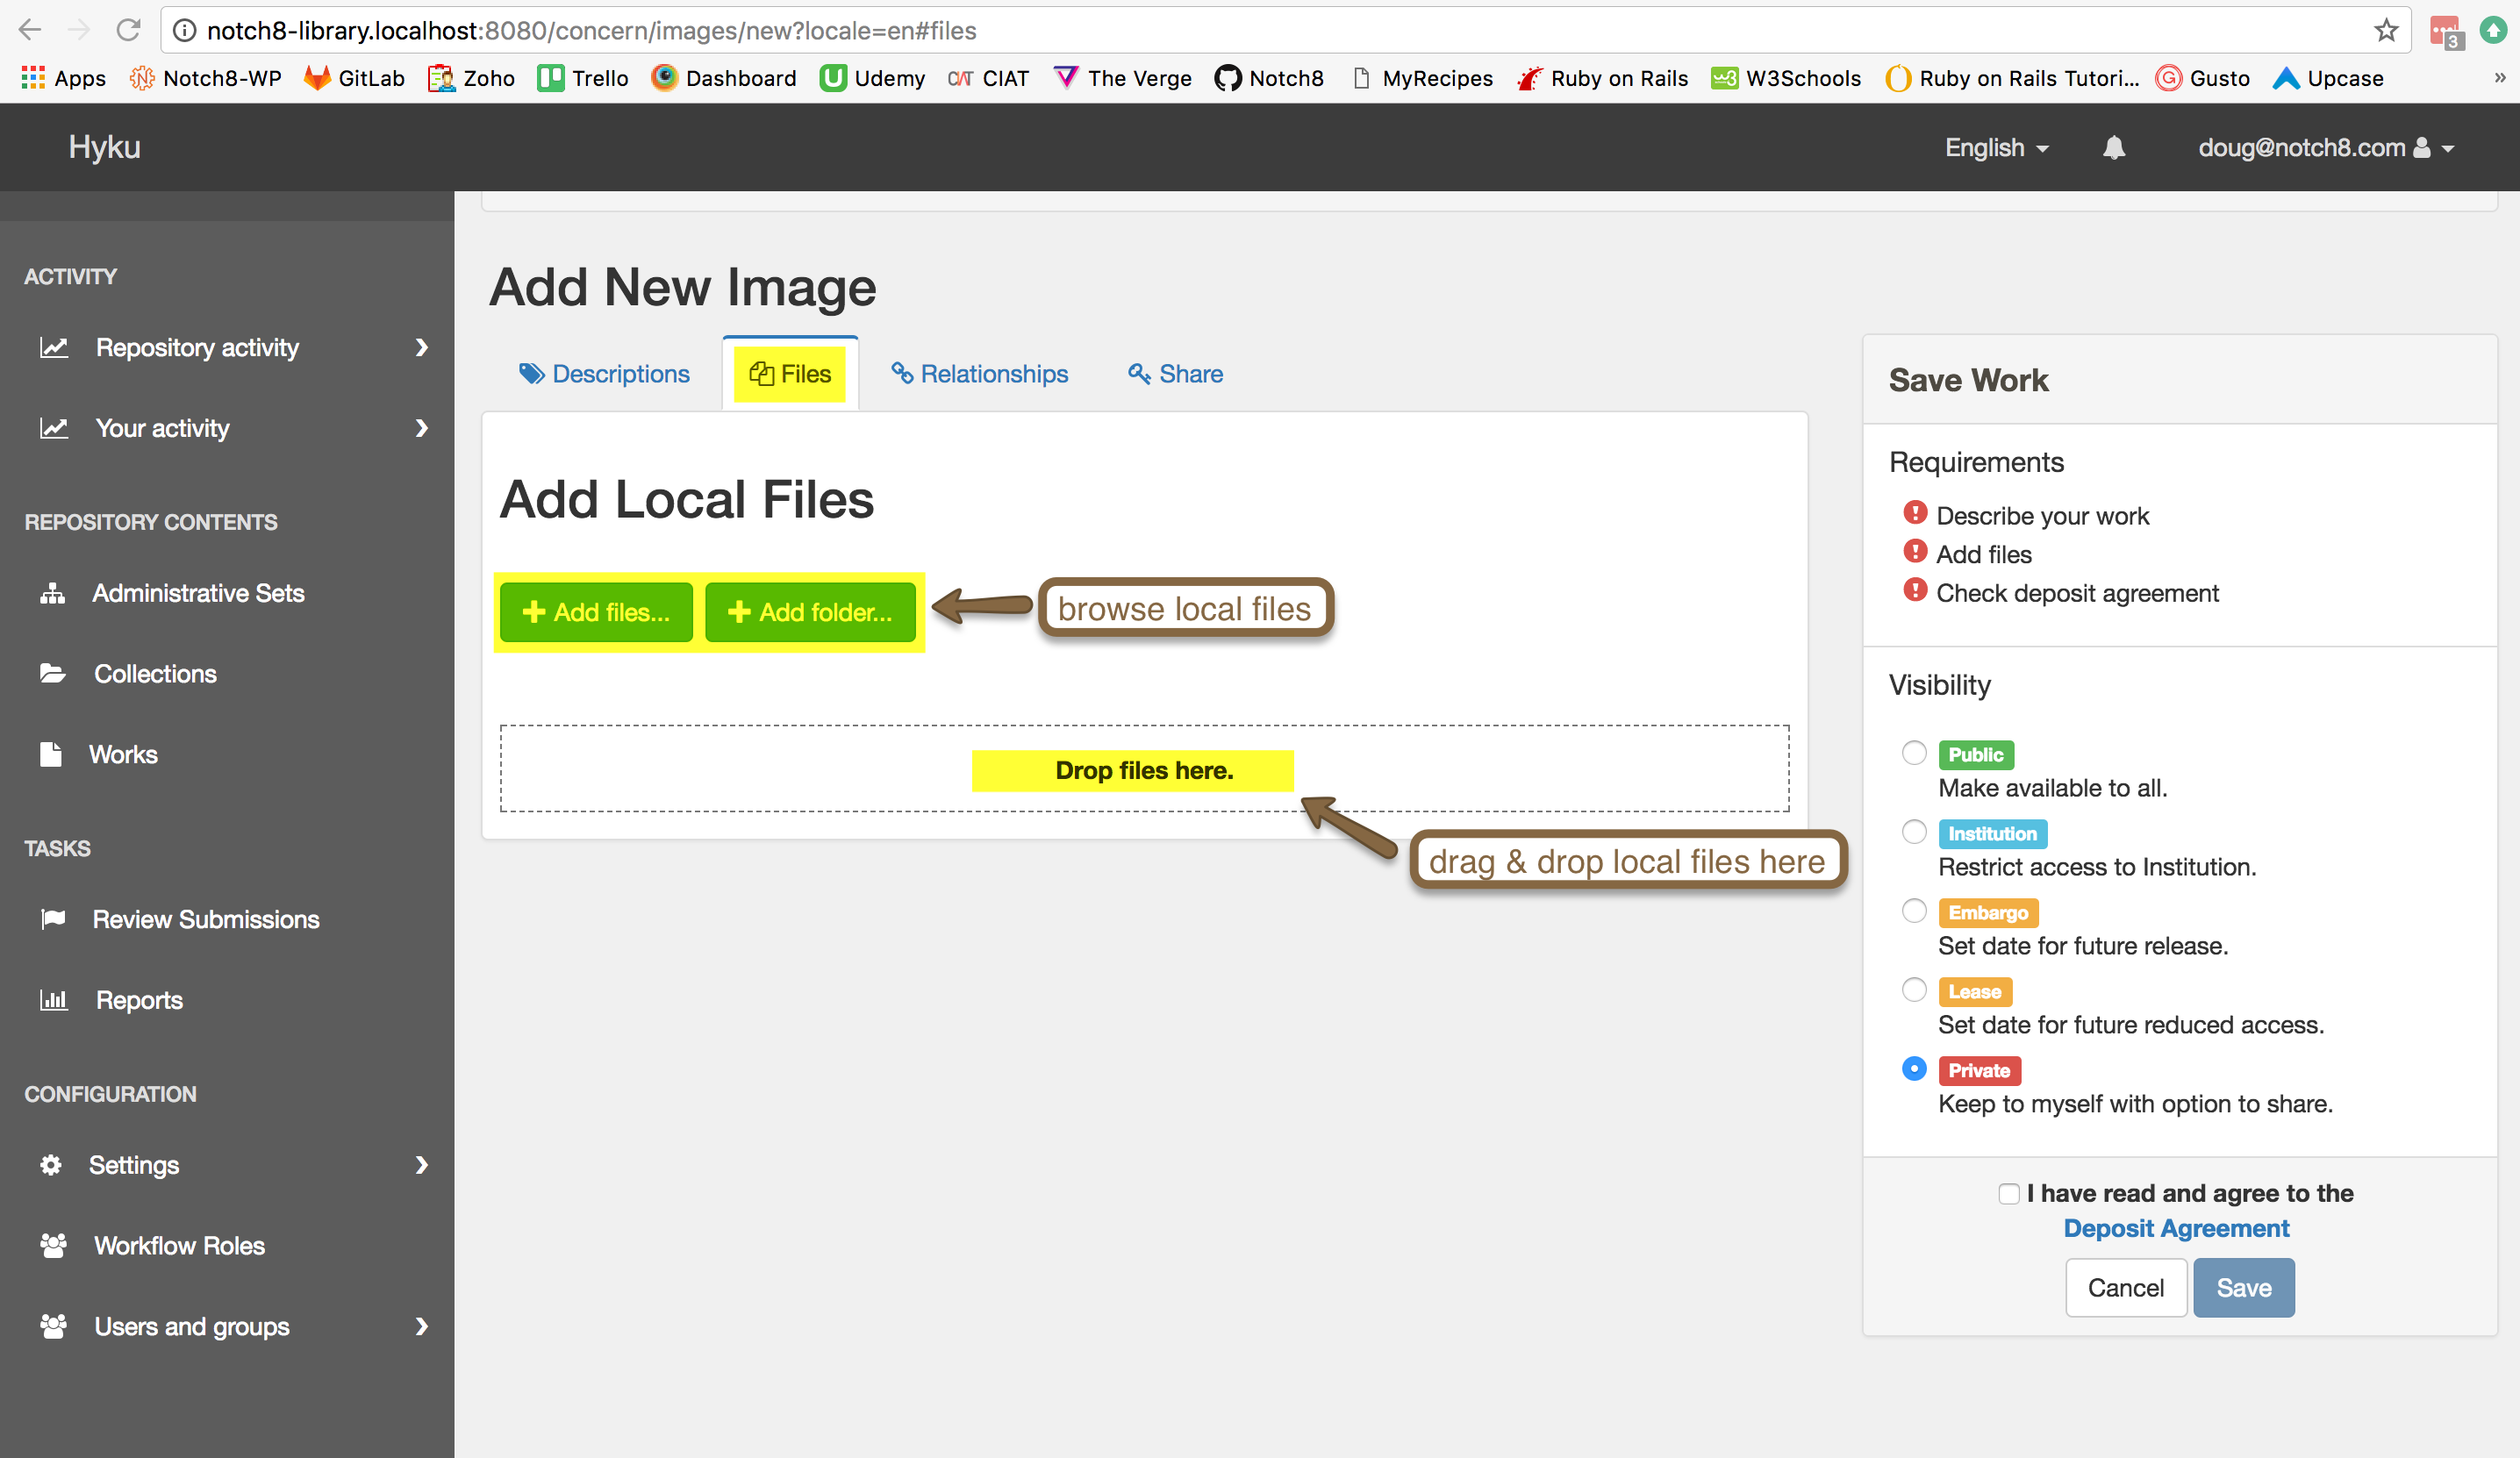 notch8-library.localhost:8080/concern/images/new?locale=en#files
3
Apps Notch8-WP GitLab Zoho Trello Dashboard Udemy CIAT CIAT The Verge Notch8 MyRecipes Ruby on Rails W3Schools Ruby on Rails Tutori... Gusto Upcase »
Hyku
English
doug@notch8.com
ACTIVITY
Repository activity
Your activity
REPOSITORY CONTENTS
Administrative Sets
Collections
Works
TASKS
Review Submissions
Reports
CONFIGURATION
Settings
Workflow Roles
Users and groups
Add New Image
Descriptions Files Relationships Share
Add Local Files
+ Add files... + Add folder...
browse local files
Drop files here.
drag & drop local files here
Save Work
Requirements
Describe your work
Add files
Check deposit agreement
Visibility
Public
Make available to all.
Institution
Restrict access to Institution.
Embargo
Set date for future release.
Lease
Set date for future reduced access.
Private
Keep to myself with option to share.
I have read and agree to the
Deposit Agreement
Cancel Save